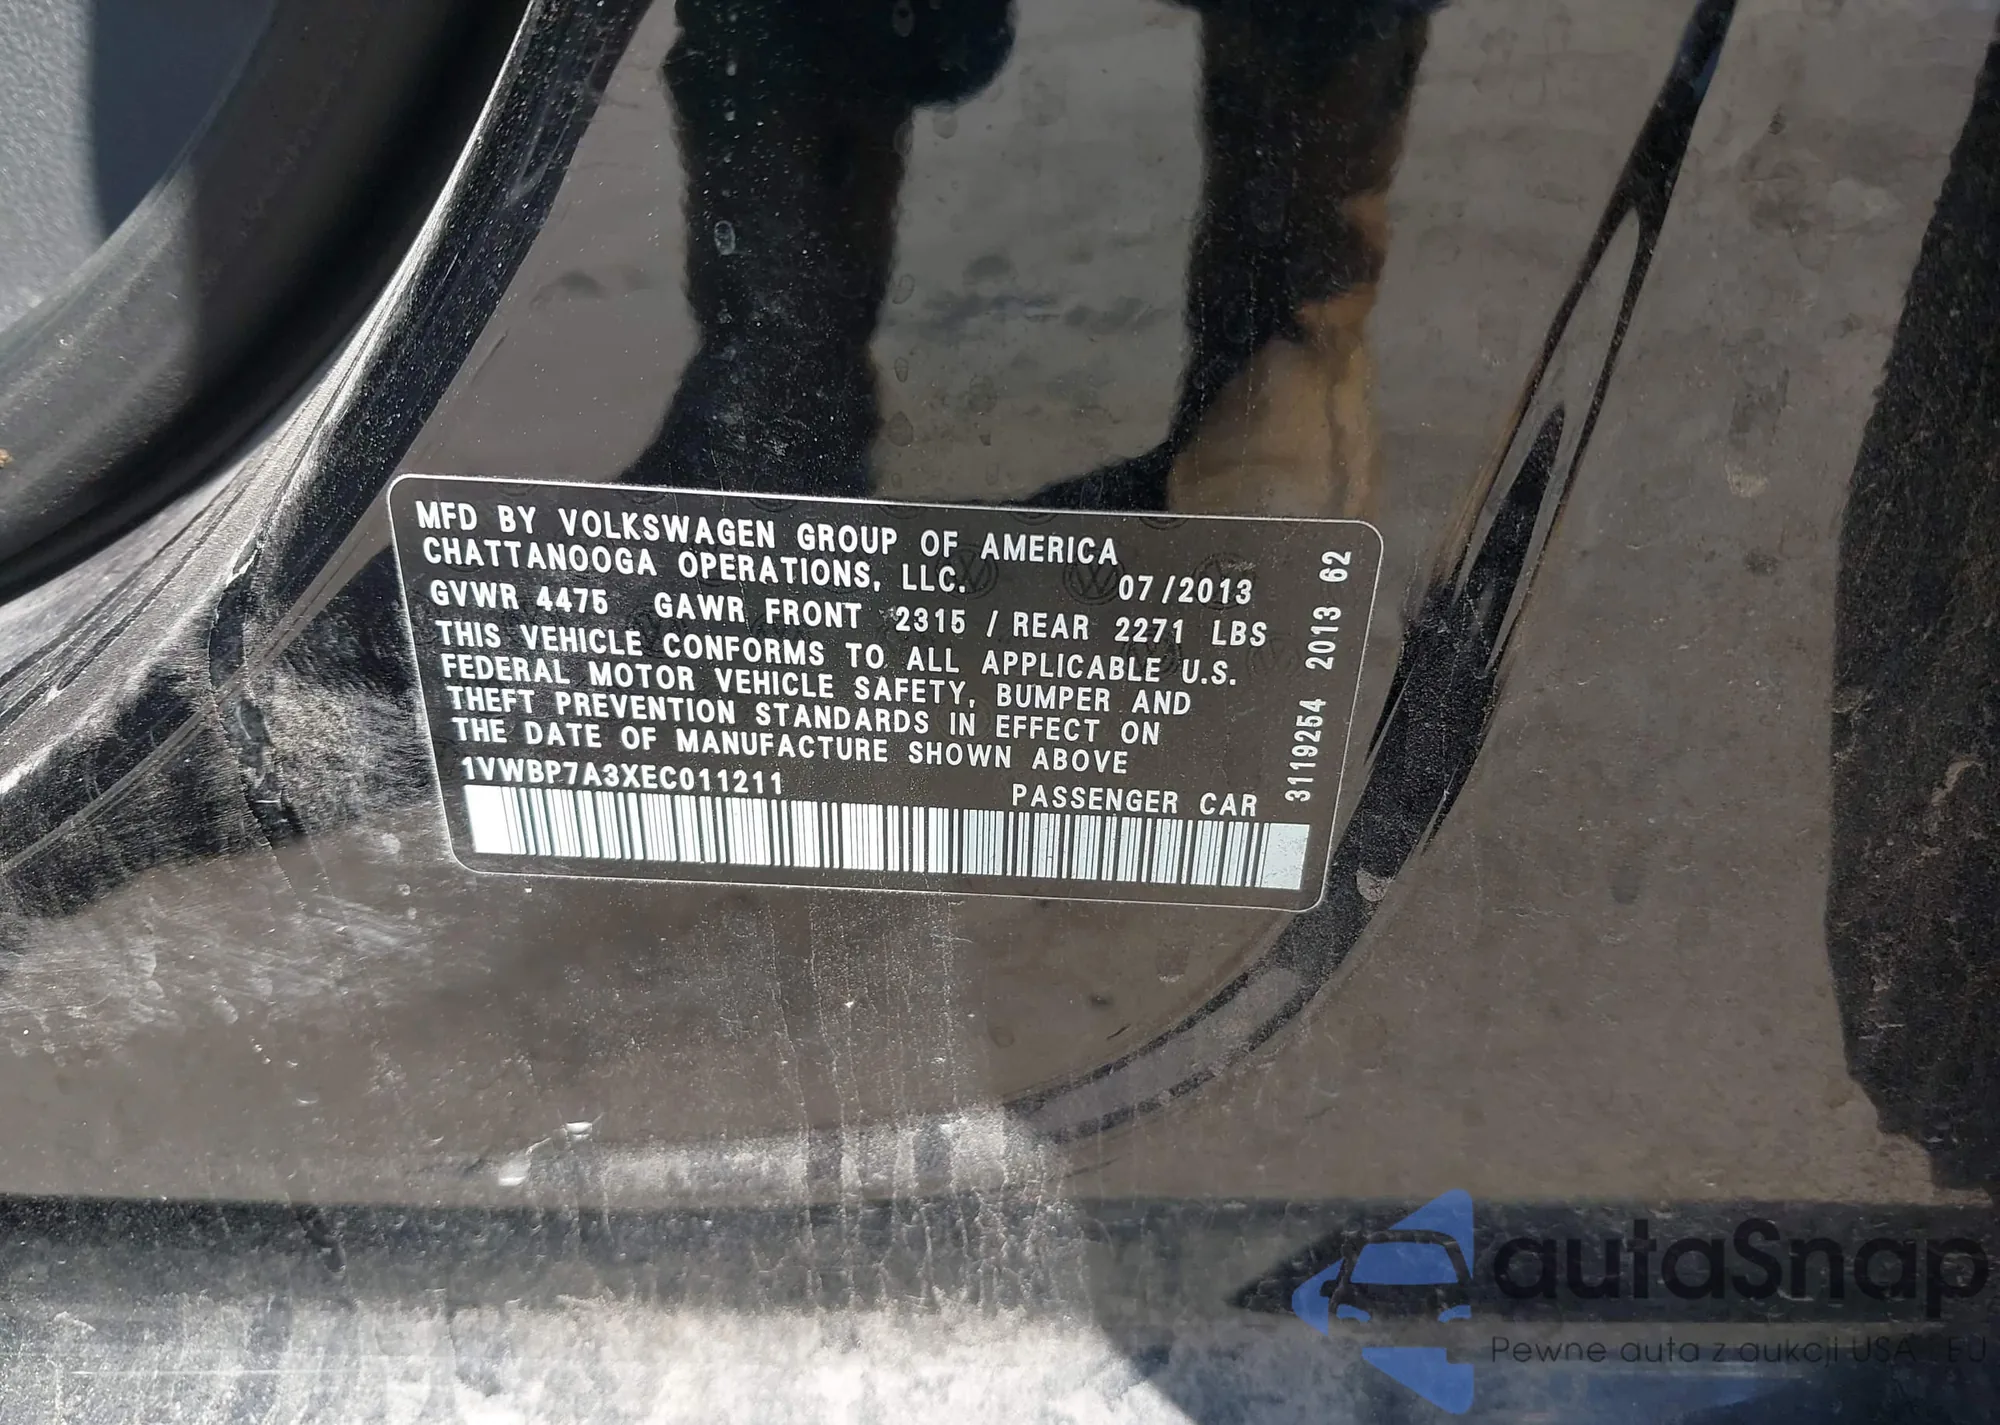 MFD BY VOLKSWAGEN GROUP OF AMERICA
CHATTANOOGA OPERATIONS, LLC. 07/2013
GVWR 4475 GAWR FRONT 2315 / REAR 2271 LBS
THIS VEHICLE CONFORMS TO ALL APPLICABLE U.S.
FEDERAL MOTOR VEHICLE SAFETY, BUMPER AND
THEFT PREVENTION STANDARDS IN EFFECT ON
THE DATE OF MANUFACTURE SHOWN ABOVE
1VWBP7A3XEC011211 PASSENGER CAR
3119254 2013 62
autaSnap
Pewne auta z aukcji USA EU